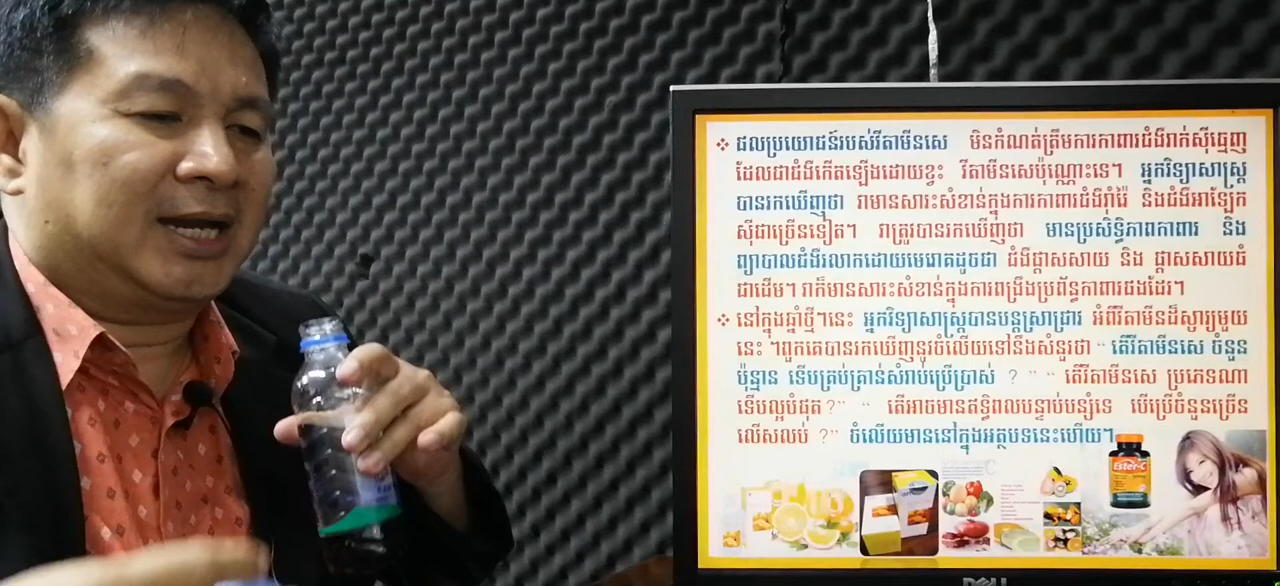 ❖ ផលប្រយោជន៍របស់វីតាមីនសេ មិនកំណត់ត្រឹមការការពារជំងឺរាក់ស៊ីធ្មេញ
ដែលជាជំងឺកើតឡើងដោយខ្វះ វីតាមីនសេប៉ុណ្ណោះទេ។ អ្នកវិទ្យាសាស្ត្រ
បានរកឃើញថា វាមានសារះសំខាន់ក្នុងការការពារជំងឺរ៉ាំរ៉ៃ និងជំងឺអាឡែក
ស៊ីជាច្រើនទៀត។ វាត្រូវបានរកឃើញថា មានប្រសិទ្ធិភាពការពារ និង
ព្យាបាលជំងឺលោកដោយមេរោគដូចជា ជំងឺផ្តាសសាយ និង ផ្តាសសាយធំ
ជាដើម។ វាក៏មានសារះសំខាន់ក្នុងការពង្រឹងប្រព័ន្ធការពារផងដែរ។
❖ នៅក្នុងឆ្នាំថ្មីៗនេះ អ្នកវិទ្យាសាស្ត្របានបន្តស្រាវជ្រាវ អំពីវីតាមីនដ៏ស្ចារ្យមួយ
នេះ ។ពួកគេបានរកឃើញនូវចំលើយទៅនឹងសំនួរថា “ តើវីតាមីនសេ ចំនួន
ប៉ុន្មាន ទើបគ្រប់គ្រាន់សំរាប់ប្រើប្រាស់ ? ” “ តើវីតាមីនសេ ប្រភេទណា
ទើបល្អបំផុត ?” “ តើអាចមានឥទ្ធិពលបន្ទាប់បន្សំទេ បើប្រើចំនួនច្រើន
លើសលប់ ?” ចំលើយមាននៅក្នុងអត្ថបទនេះហើយ។
Ester-C
DELL